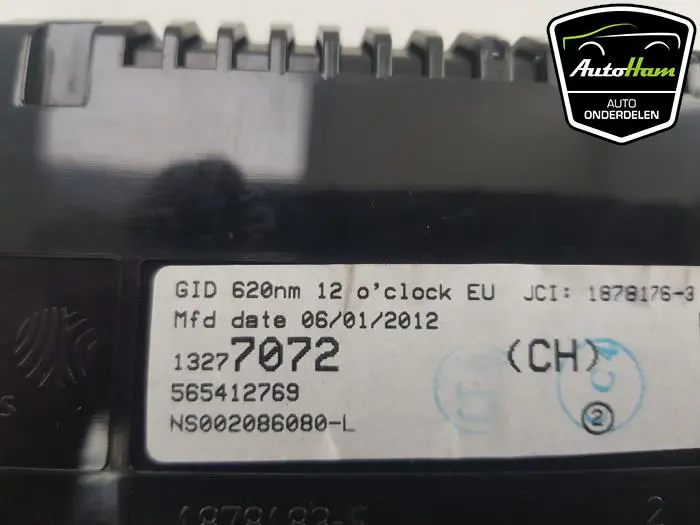 AutoHam
AUTO
ONDERDELEN
GID 620nm 12 o'clock EU JCI: 1878176-3
Mfd date 06/01/2012
13277072 (CH)
565412769
NS002086080-L
2
S
2